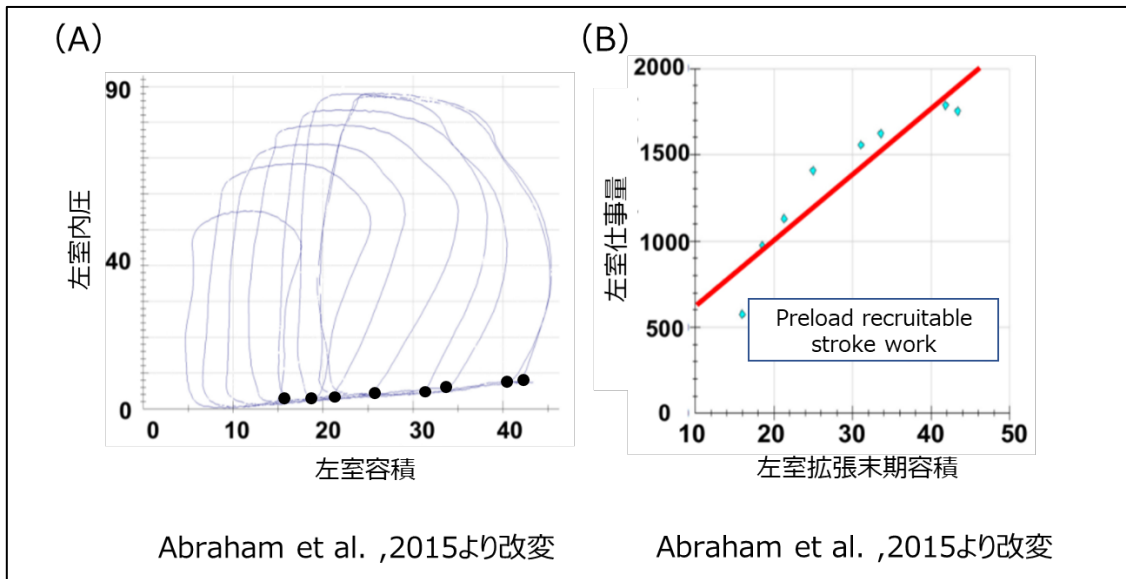 (A)
90
40
0
左室内圧
0
10
20
30
40
左室容積
Abraham et al. ,2015より改変
(B)
2000
1500
1000
500
0
左室仕事量
Preload recruitable
stroke work
10
20
30
40
50
左室拡張末期容積
Abraham et al. ,2015より改変